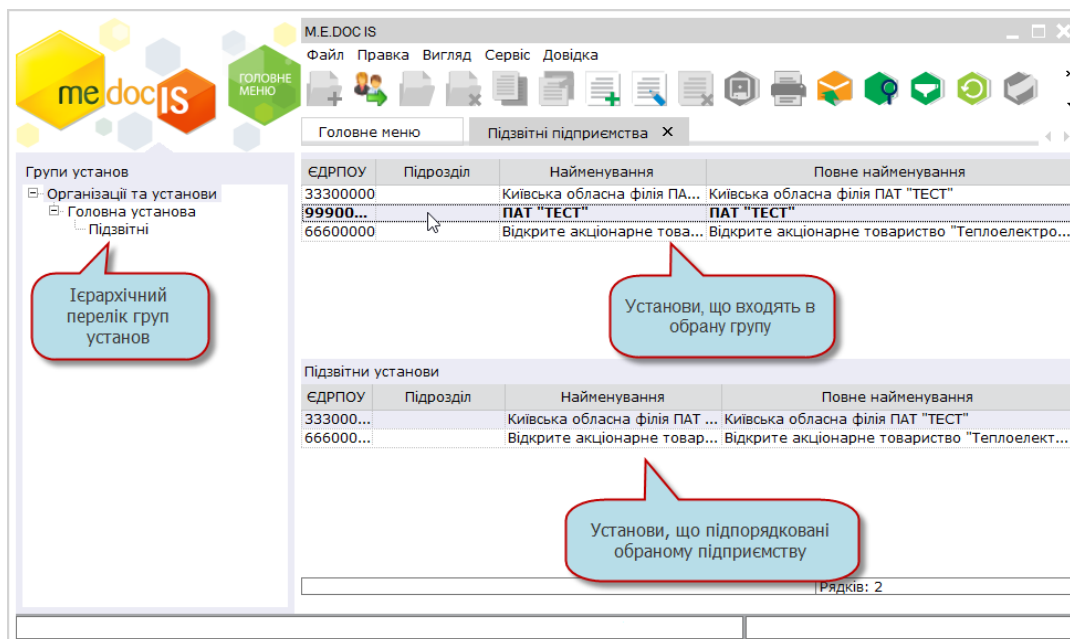 me doc IS
ГОЛОВНЕ
МЕНЮ
M.E.DOC IS
Файл Правка Вигляд Сервіс Довідка
Головне меню Підзвітні підприємства X
Групи установ
Організації та установи
Головна установа
Підзвітні
Ієрархічний
перелік груп
установ
ЄДРПОУ Підрозділ Найменування Повне найменування
33300000 Київська обласна філія ПА... Київська обласна філія ПАТ "ТЕСТ"
99900... ПАТ "ТЕСТ" ПАТ "ТЕСТ"
66600000 Відкрите акціонарне това... Відкрите акціонарне товариство "Теплоелектро...
Установи, що входять в
обрану групу
Підзвітни установи
ЄДРПОУ Підрозділ Найменування Повне найменування
333000... Київська обласна філія ПАТ ... Київська обласна філія ПАТ "ТЕСТ"
666000... Відкрите акціонарне товар... Відкрите акціонарне товариство "Теплоелект...
Установи, що підпорядковані
обраному підприємству
Рядків: 2